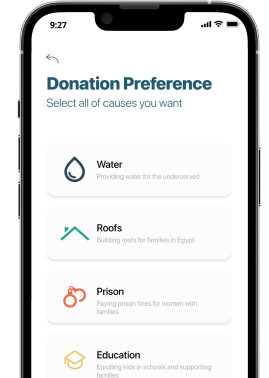 9:27
Donation Preference
Select all of causes you want
Water
Providing water for the underserved
Roofs
Building roofs for families in Egypt
Prison
Paying prison fines for women with
families
Education
Enrolling kids in schools and supporting
families